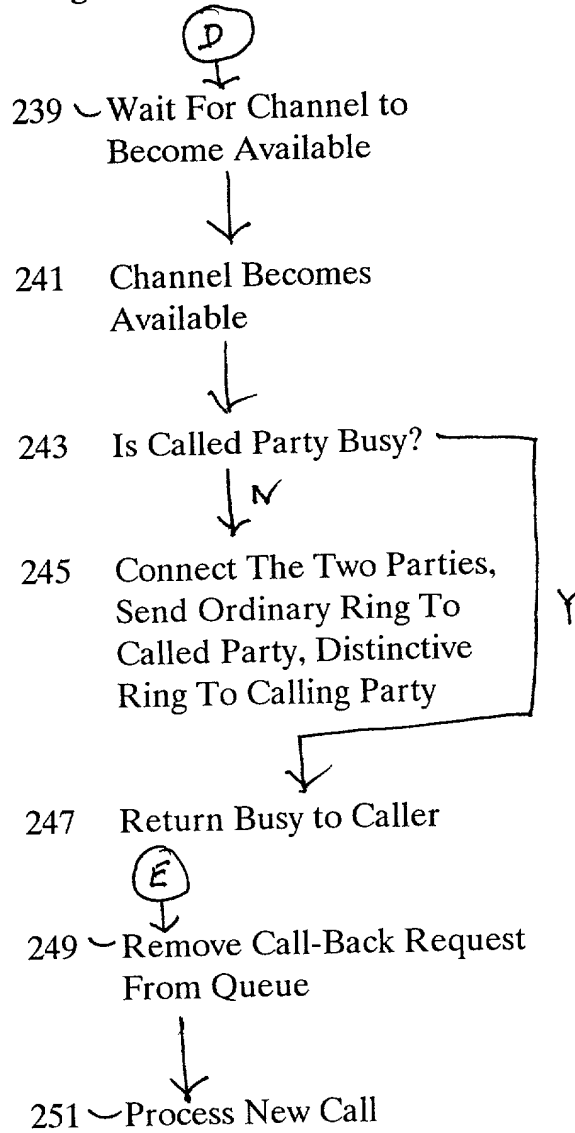 D
239 Wait For Channel to
Become Available
241 Channel Becomes
Available
243 Is Called Party Busy?
N
245 Connect The Two Parties,
Send Ordinary Ring To
Called Party, Distinctive
Ring To Calling Party
Y
247 Return Busy to Caller
E
249 Remove Call-Back Request
From Queue
251 Process New Call